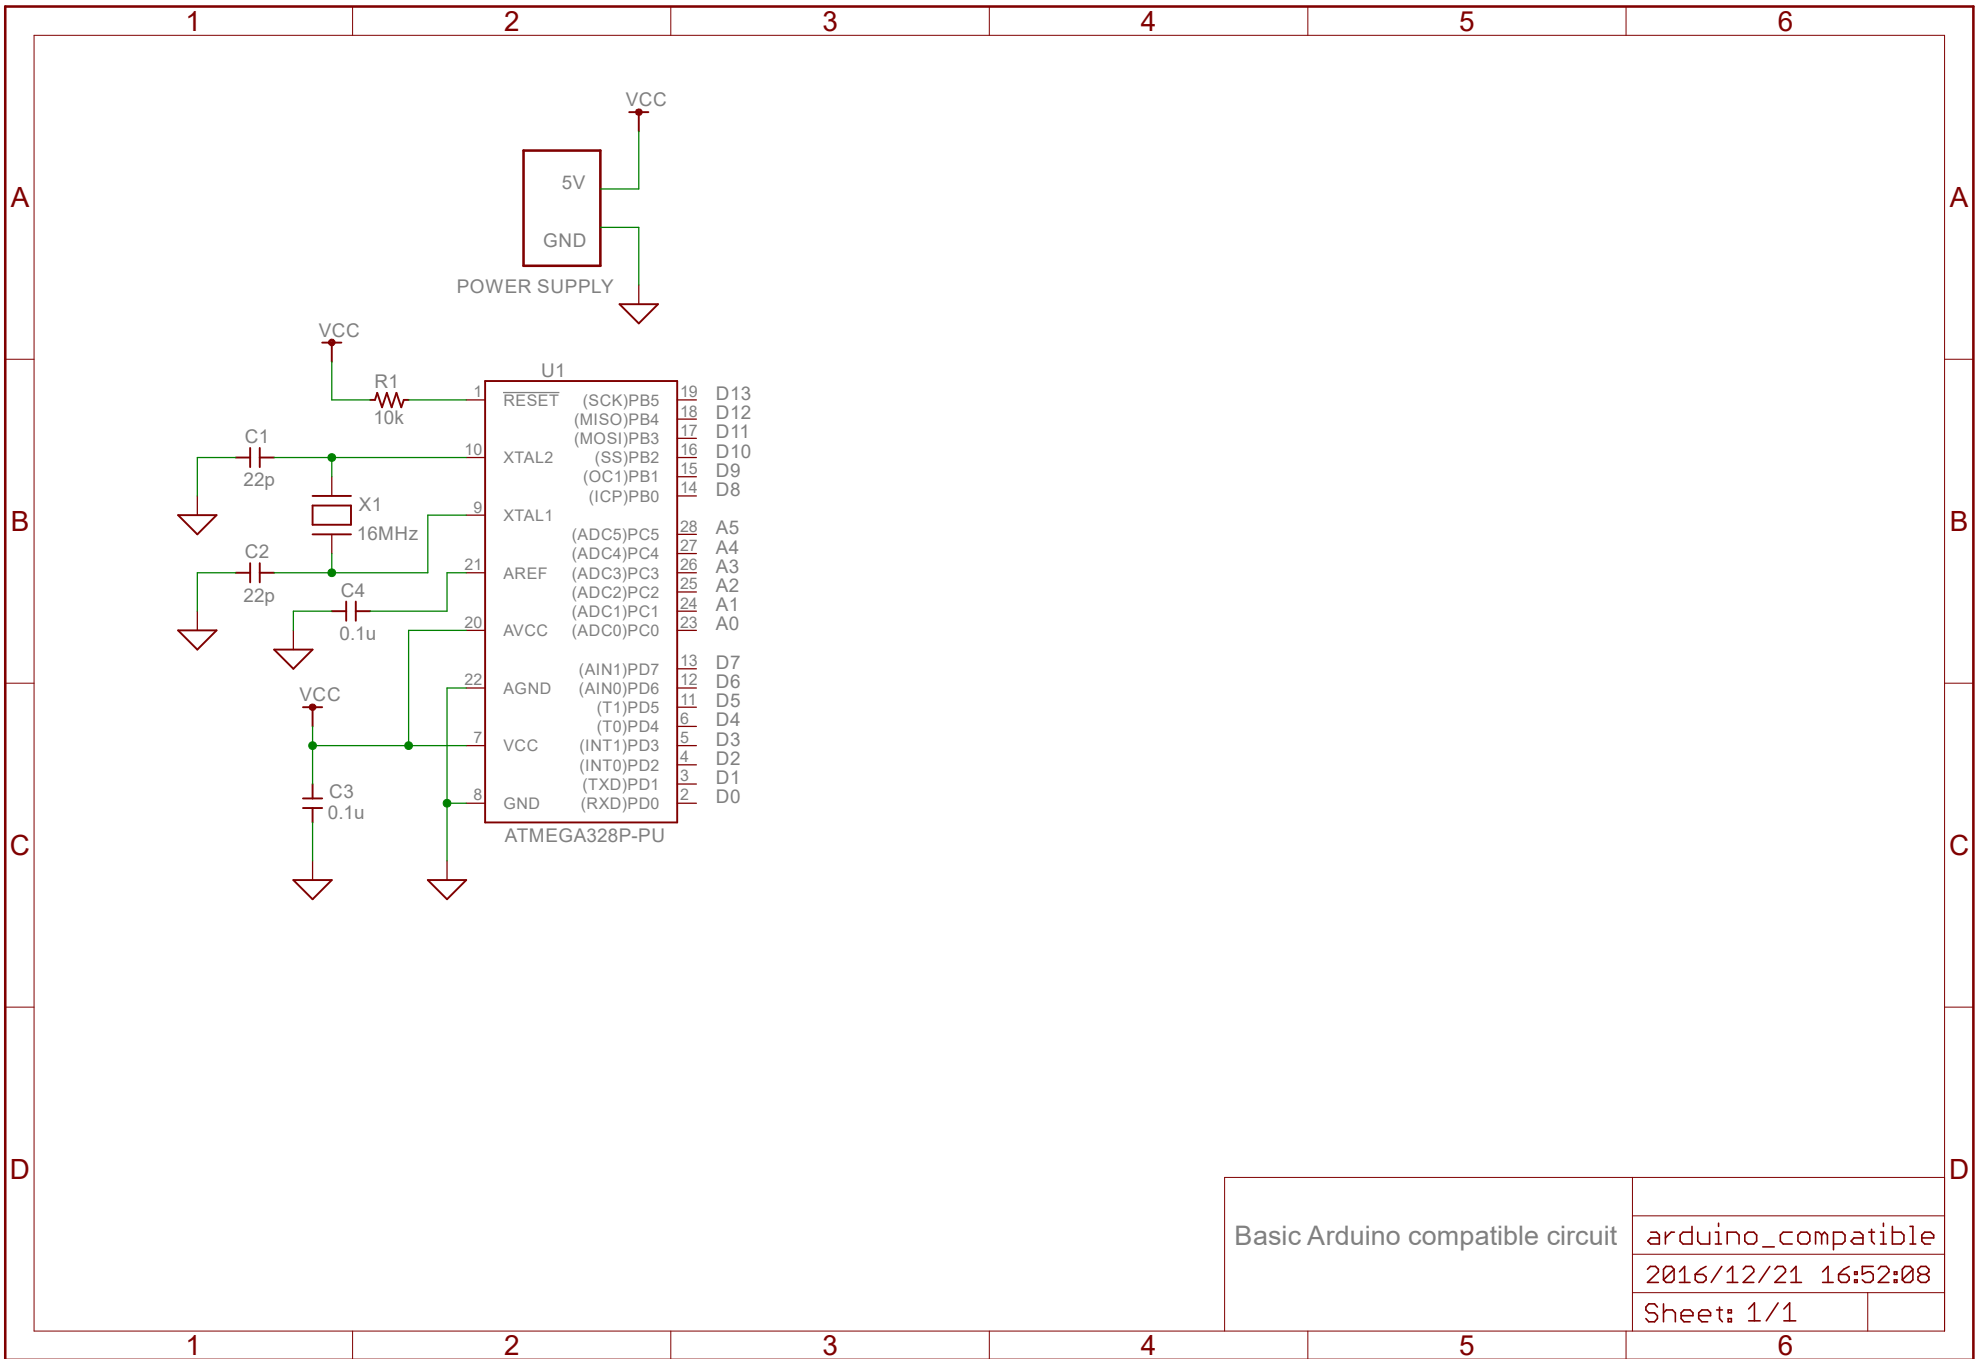 1 2 3 4 5 6
A A
VCC
5V
GND
POWER SUPPLY
VCC
U1
R1
10k
1 RESET (SCK)PB5 19 D13
(MISO)PB4 18 D12
(MOSI)PB3 17 D11
C1
22p
10 XTAL2 (SS)PB2 16 D10
(OC1)PB1 15 D9
(ICP)PB0 14 D8
X1
16MHz
9 XTAL1
B B
(ADC5)PC5 28 A5
(ADC4)PC4 27 A4
C2
22p
21 AREF (ADC3)PC3 26 A3
(ADC2)PC2 25 A2
C4
0.1u
(ADC1)PC1 24 A1
20 AVCC (ADC0)PC0 23 A0
(AIN1)PD7 13 D7
22 AGND (AIN0)PD6 12 D6
VCC
(T1)PD5 11 D5
(T0)PD4 6 D4
7 VCC (INT1)PD3 5 D3
(INT0)PD2 4 D2
(TXD)PD1 3 D1
C3
0.1u
8 GND (RXD)PD0 2 D0
ATMEGA328P-PU
C C
D D
Basic Arduino compatible circuit
arduino_compatible
2016/12/21 16:52:08
Sheet: 1/1
1 2 3 4 5 6